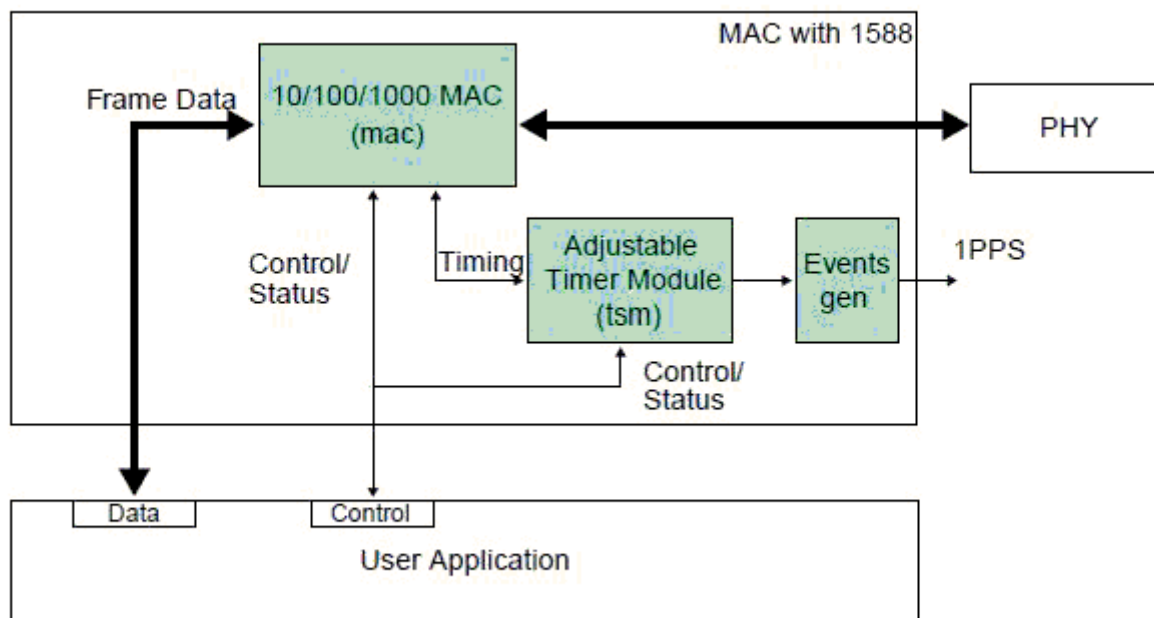 MAC with 1588
10/100/1000 MAC
(mac)
Frame Data
PHY
Control/
Status
Timing
Adjustable
Timer Module
(tsm)
Events
gen
1PPS
Control/
Status
Data
Control
User Application